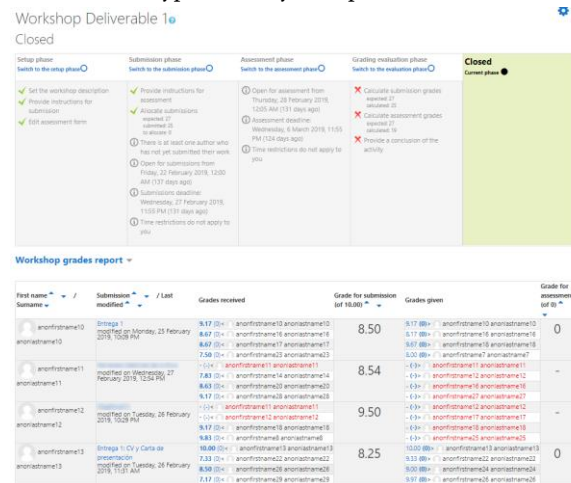 Workshop Deliverable 1
Closed
Setup phase
Switch to the setup phase
Set the workshop description
Provide instructions for
submission
Edit assessment form
Submission phase
Switch to the submission phase
Provide instructions for
assessment
Allocate submissions
expected: 27
submitted: 25
to allocate: 0
There is at least one author who
has not yet submitted their work
Open for submissions from
Friday, 22 February 2019, 12:00
AM (137 days ago)
Submissions deadline:
Wednesday, 27 February 2019,
11:55 PM (131 days ago)
Time restrictions do not apply to
you
Assessment phase
Switch to the assessment phase
Open for assessment from
Thursday, 28 February 2019,
12:05 AM (131 days ago)
Assessment deadline:
Wednesday, 6 March 2019, 11:55
PM (124 days ago)
Time restrictions do not apply to
you
Grading evaluation phase
Switch to the evaluation phase
Calculate submission grades
expected: 27
calculated: 25
Calculate assessment grades
expected: 27
calculated: 19
Provide a conclusion of the
activity
Closed
Current phase
Workshop grades report
First name / Surname
Submission / Last modified
Grades received
Grade for submission (of 10.00)
Grades given
Grade for assessment (of 0)
anonfirstname10 anonlastname10
Entrega 1
modified on Monday, 25 February 2019, 10:09 PM
9.17 (0)< anonfirstname10 anonlastname10
8.67 (0)< anonfirstname16 anonlastname16
8.67 (0)< anonfirstname17 anonlastname17
7.50 (0)< anonfirstname23 anonlastname23
8.50
9.17 (0)> anonfirstname10 anonlastname10
8.17 (0)> anonfirstname16 anonlastname16
9.67 (0)> anonfirstname18 anonlastname18
8.00 (0)> anonfirstname7 anonlastname7
0
anonfirstname11 anonlastname11
modified on Wednesday, 27 February 2019, 12:54 PM
- (-)< anonfirstname11 anonlastname11
7.83 (0)< anonfirstname14 anonlastname14
8.63 (0)< anonfirstname20 anonlastname20
9.17 (0)< anonfirstname28 anonlastname28
8.54
- (-)> anonfirstname11 anonlastname11
- (-)> anonfirstname12 anonlastname12
- (-)> anonfirstname16 anonlastname16
- (-)> anonfirstname27 anonlastname27
-
anonfirstname12 anonlastname12
modified on Tuesday, 26 February 2019, 10:28 PM
- (-)< anonfirstname11 anonlastname11
- (-)< anonfirstname12 anonlastname12
9.17 (0)< anonfirstname18 anonlastname18
9.83 (0)< anonfirstname8 anonlastname8
9.50
- (-)> anonfirstname12 anonlastname12
- (-)> anonfirstname17 anonlastname17
- (-)> anonfirstname18 anonlastname18
- (-)> anonfirstname25 anonlastname25
-
anonfirstname13 anonlastname13
Entrega 1: CV y Carta de presentación
modified on Tuesday, 26 February 2019, 11:31 AM
10.00 (0)< anonfirstname13 anonlastname13
7.33 (0)< anonfirstname22 anonlastname22
8.50 (0)< anonfirstname26 anonlastname26
7.17 (0)< anonfirstname29 anonlastname29
8.25
10.00 (0)> anonfirstname13 anonlastname13
9.33 (0)> anonfirstname22 anonlastname22
9.00 (0)> anonfirstname24 anonlastname24
9.97 (0)> anonfirstname26 anonlastname26
0